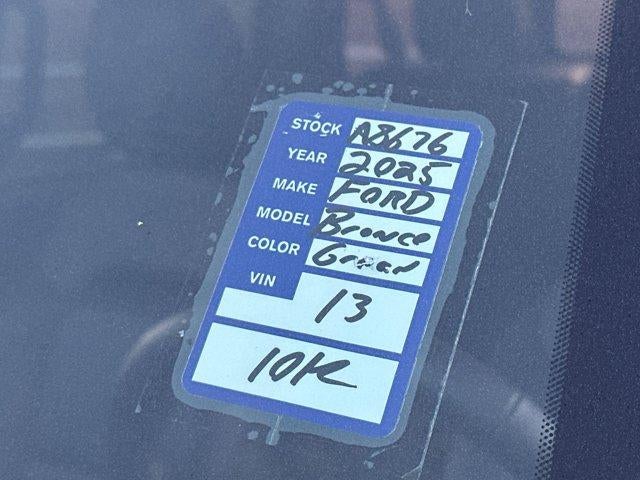 STOCK A8676
YEAR 2025
MAKE FORD
MODEL Bronco
COLOR Green
VIN
13
10K